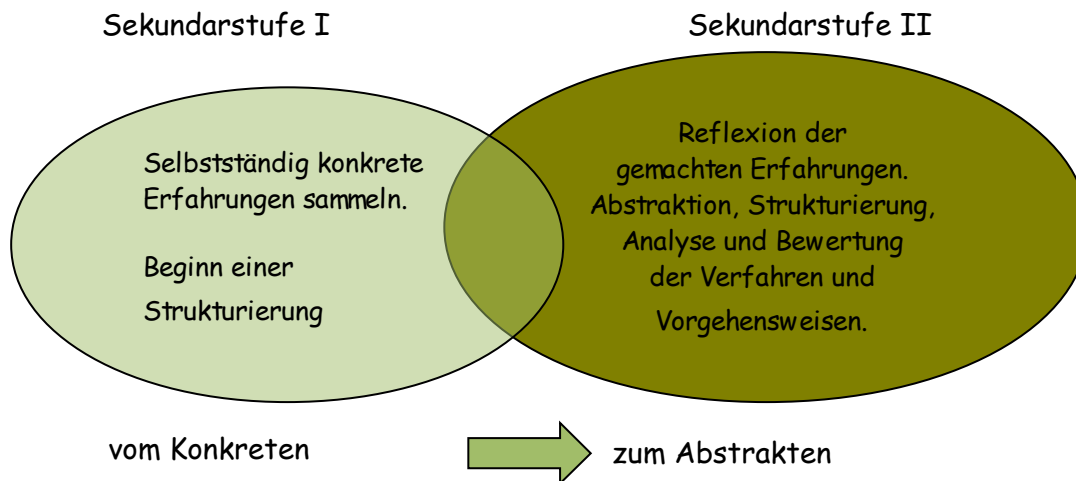 Sekundarstufe I
Sekundarstufe II
Selbstständig konkrete
Erfahrungen sammeln.
Beginn einer
Strukturierung
Reflexion der
gemachten Erfahrungen.
Abstraktion, Strukturierung,
Analyse und Bewertung
der Verfahren und
Vorgehensweisen.
vom Konkreten
zum Abstrakten